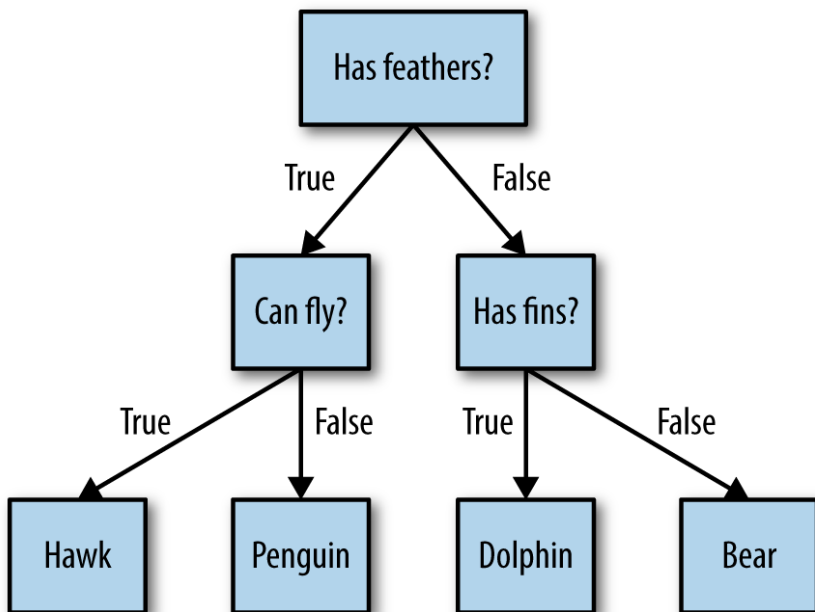 Has feathers?
True
False
Can fly?
Has fins?
True
False
True
False
Hawk
Penguin
Dolphin
Bear